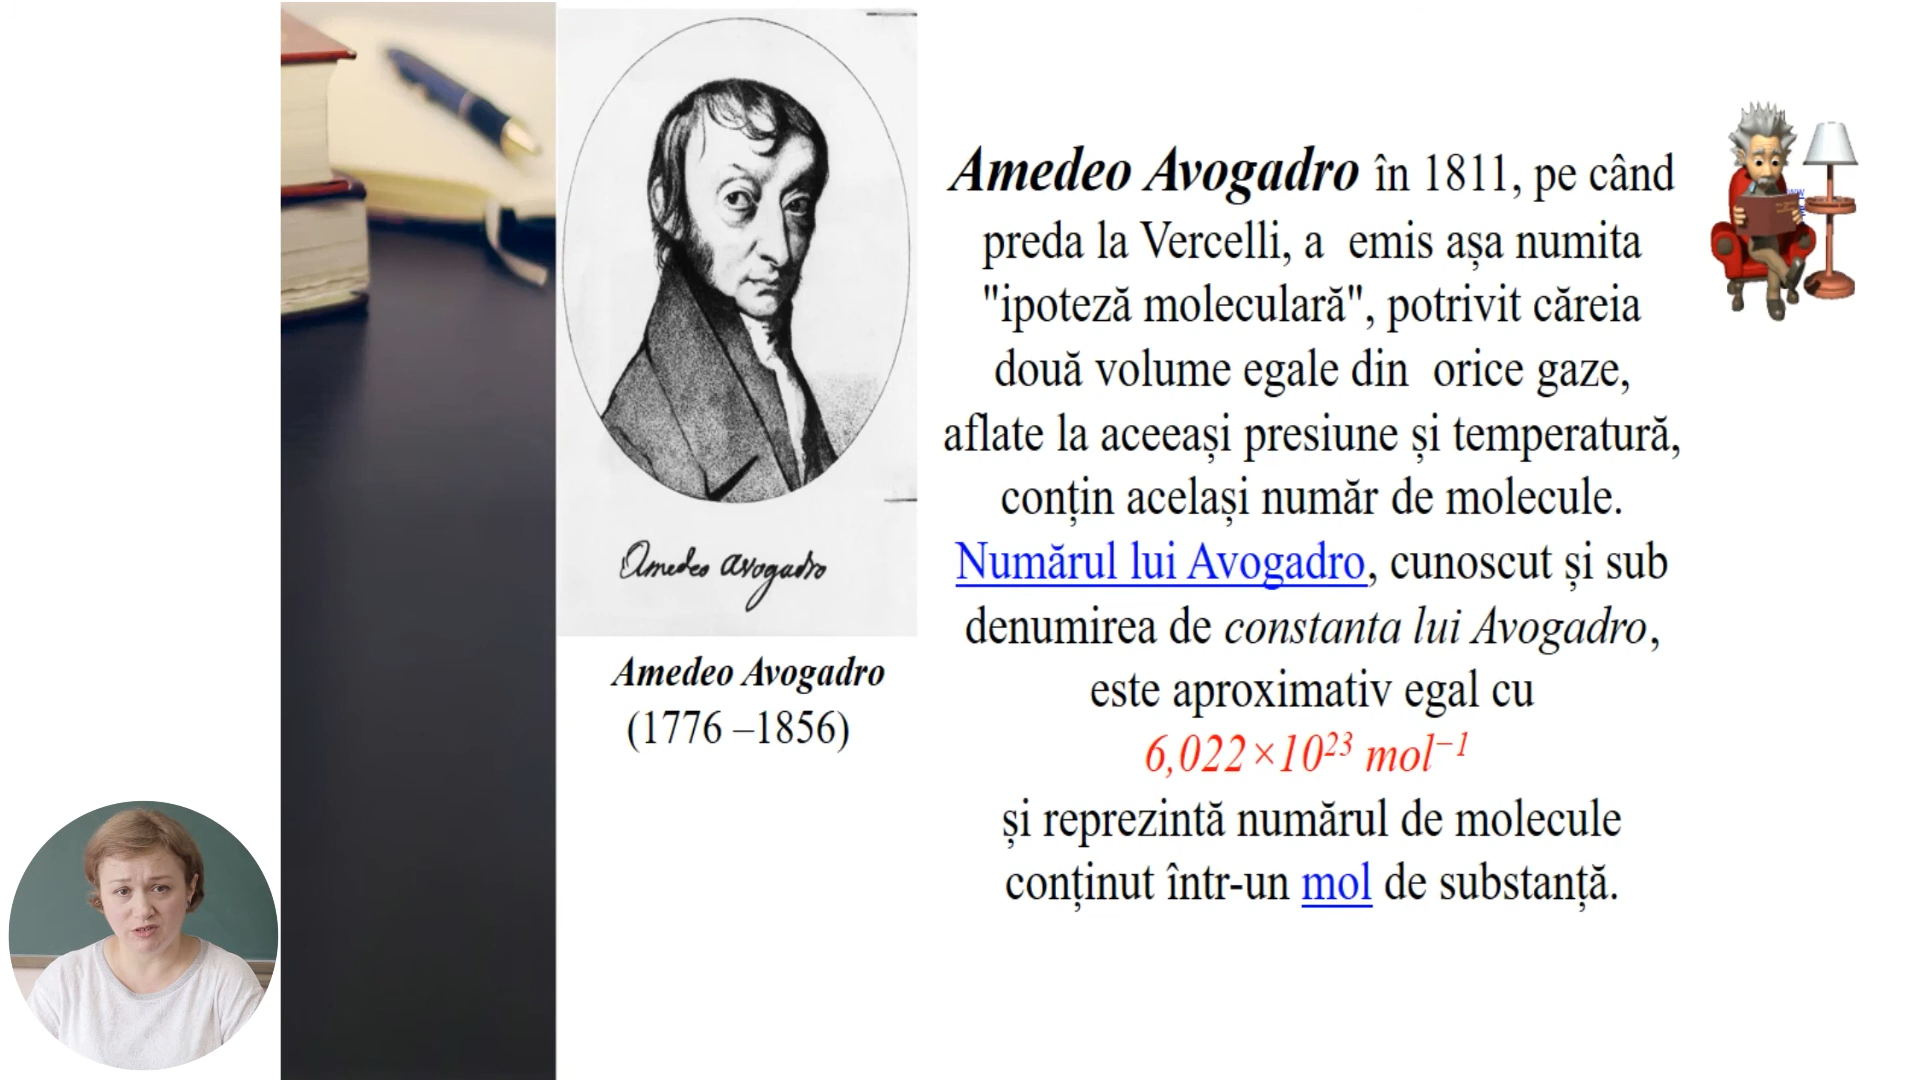 Amedeo Avogadro
Amedeo Avogadro
(1776 –1856)
Amedeo Avogadro în 1811, pe când
preda la Vercelli, a emis așa numita
"ipoteză moleculară", potrivit căreia
două volume egale din orice gaze,
aflate la aceeași presiune și temperatură,
conțin același număr de molecule.
Numărul lui Avogadro, cunoscut și sub
denumirea de constanta lui Avogadro,
este aproximativ egal cu
6,022×10²³ mol⁻¹
și reprezintă numărul de molecule
conținut într-un mol de substanță.